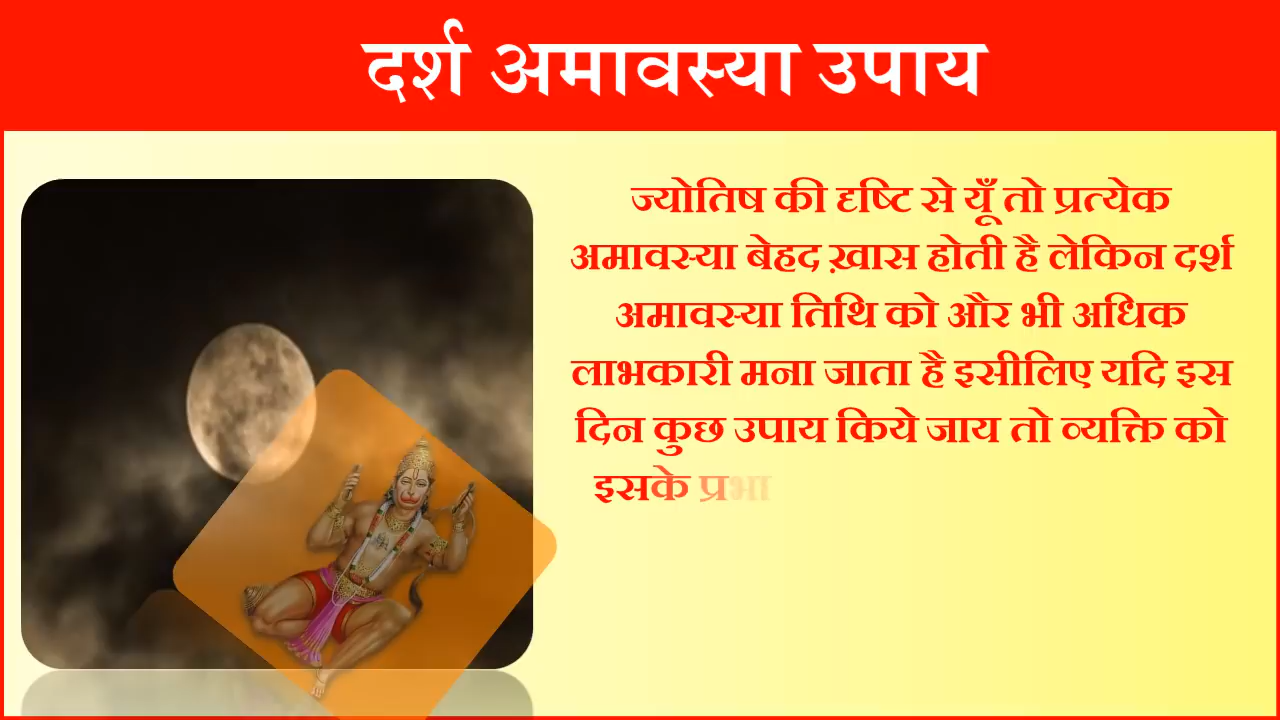 दर्श अमावस्या उपाय
ज्योतिष की दृष्टि से यूँ तो प्रत्येक
अमावस्या बेहद ख़ास होती है लेकिन दर्श
अमावस्या तिथि को और भी अधिक
लाभकारी मना जाता है इसीलिए यदि इस
दिन कुछ उपाय किये जाय तो व्यक्ति को
इसके प्रभा